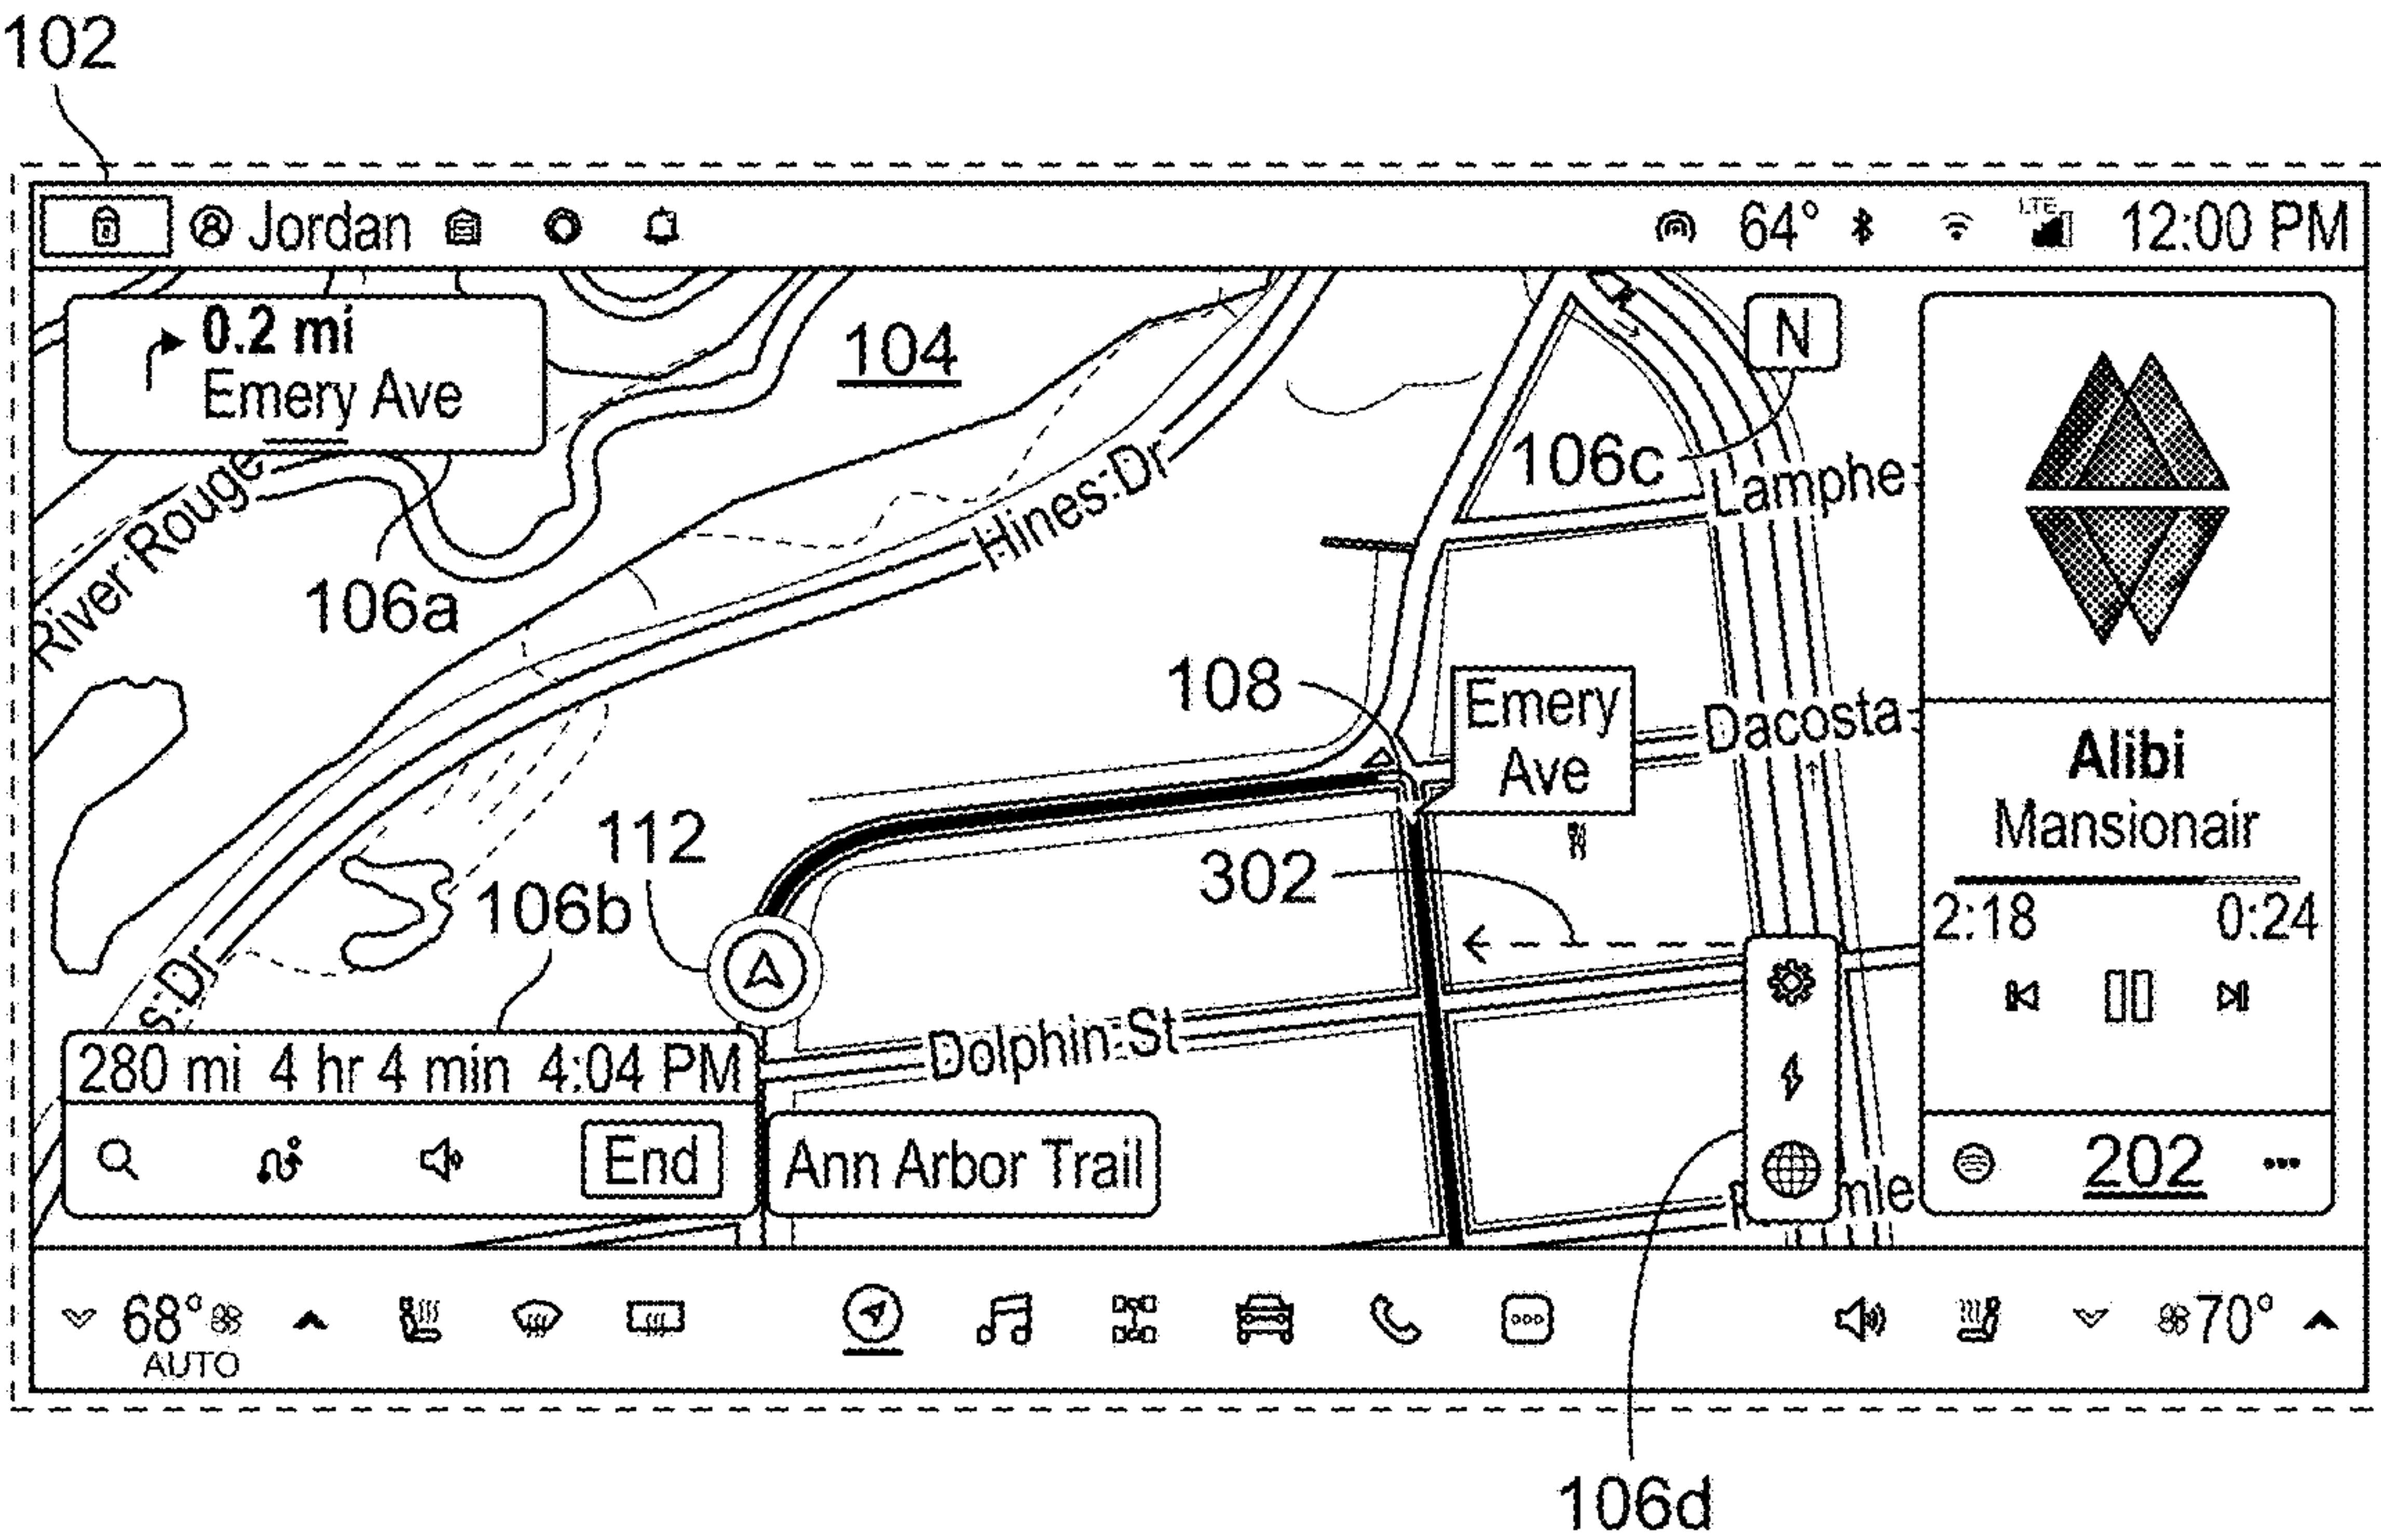 102
Jordan
64° LTE 12:00 PM
0.2 mi
Emery Ave
104
N
106c
Lamphe
Hines Dr
River Rouge
106a
108
Emery
Ave
Dacosta
Alibi
Mansionair
2:18 0:24
112
302
106b
s Dr
280 mi 4 hr 4 min 4:04 PM
Dolphin St
End
Ann Arbor Trail
mle
202
68°
AUTO
70°
106d